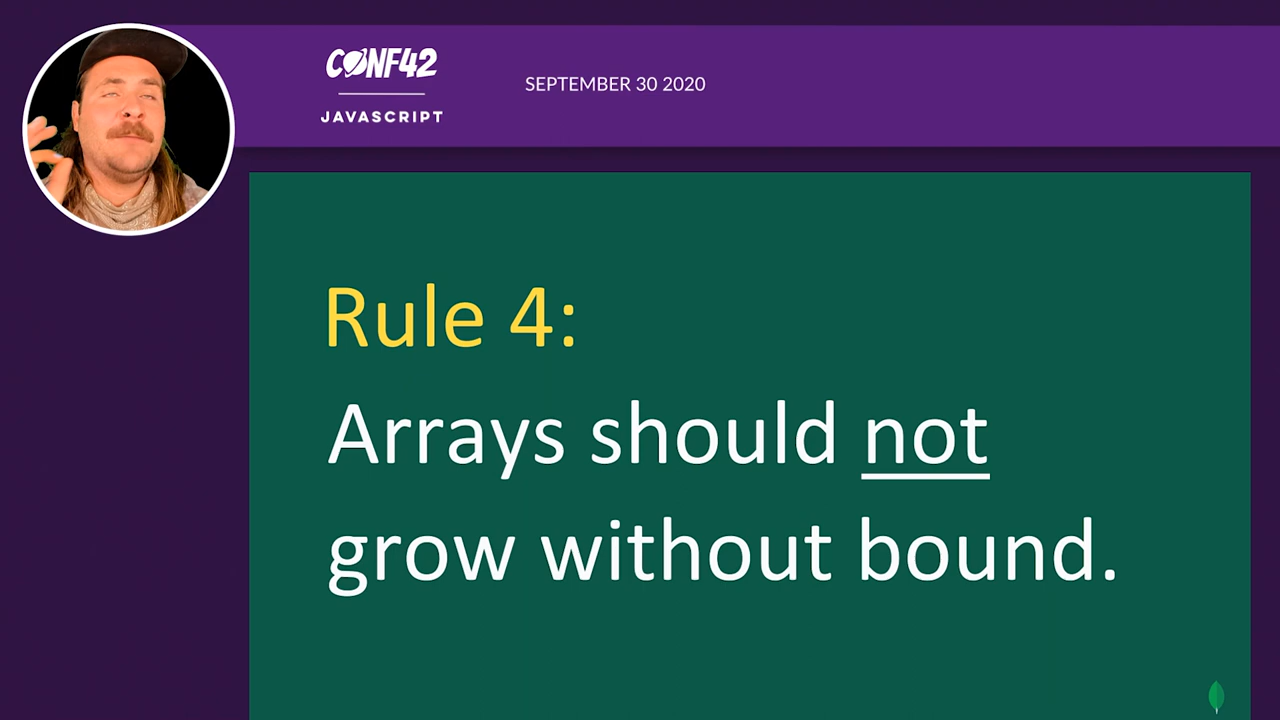 CONF42
JAVASCRIPT
SEPTEMBER 30 2020
Rule 4:
Arrays should not
grow without bound.